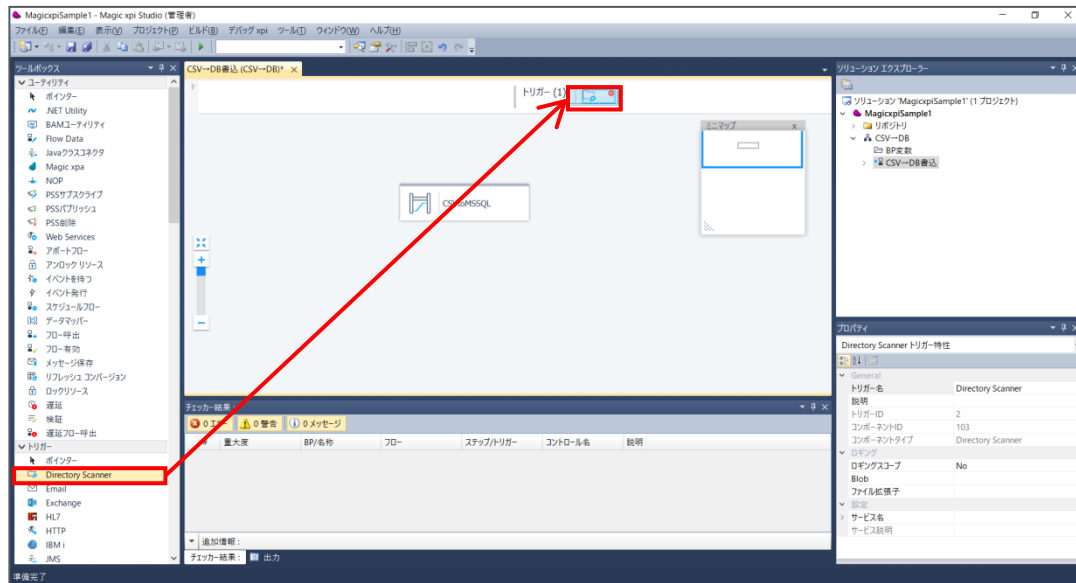 MagicxpiSample1 - Magic xpi Studio (管理者)
ファイル(F) 編集(E) 表示(V) プロジェクト(P) ビルド(B) デバッグ xpi ツール(T) ウィンドウ(W) ヘルプ(H)
ツールボックス
ユーティリティ
ポインター
.NET Utility
BAMユーティリティ
Flow Data
Javaクラスコネクタ
Magic xpa
NOP
PSSサブスクライブ
PSSパブリッシュ
PSS削除
Web Services
アボートフロー
アンロック リソース
イベントを待つ
イベント発行
スケジュールフロー
データマッパー
フロー呼出
フロー有効
メッセージ保存
リフレッシュ コンバージョン
ロックリソース
遅延
検証
遅延フロー呼出
トリガー
ポインター
Directory Scanner
Email
Exchange
HL7
HTTP
IBM i
JMS
CSV→DB書込 (CSV→DB)*
トリガー (1)
ミニマップ
チェッカー結果:
0 警告
0 メッセージ
重大度 BP/名称 フロー ステップ/トリガー コントロール名 説明
追加情報 :
チェッカー結果: 出力
ソリューション エクスプローラー
ソリューション 'MagicxpiSample1' (1 プロジェクト)
MagicxpiSample1
リポジトリ
CSV→DB
BP変数
CSV→DB書込
プロパティ
Directory Scanner トリガー特性
General
トリガー名 Directory Scanner
説明
トリガーID 2
コンポーネントID 103
コンポーネントタイプ Directory Scanner
ロギング
ロギングスコープ No
Blob
ファイル拡張子
設定
サービス名
サービス説明
準備完了